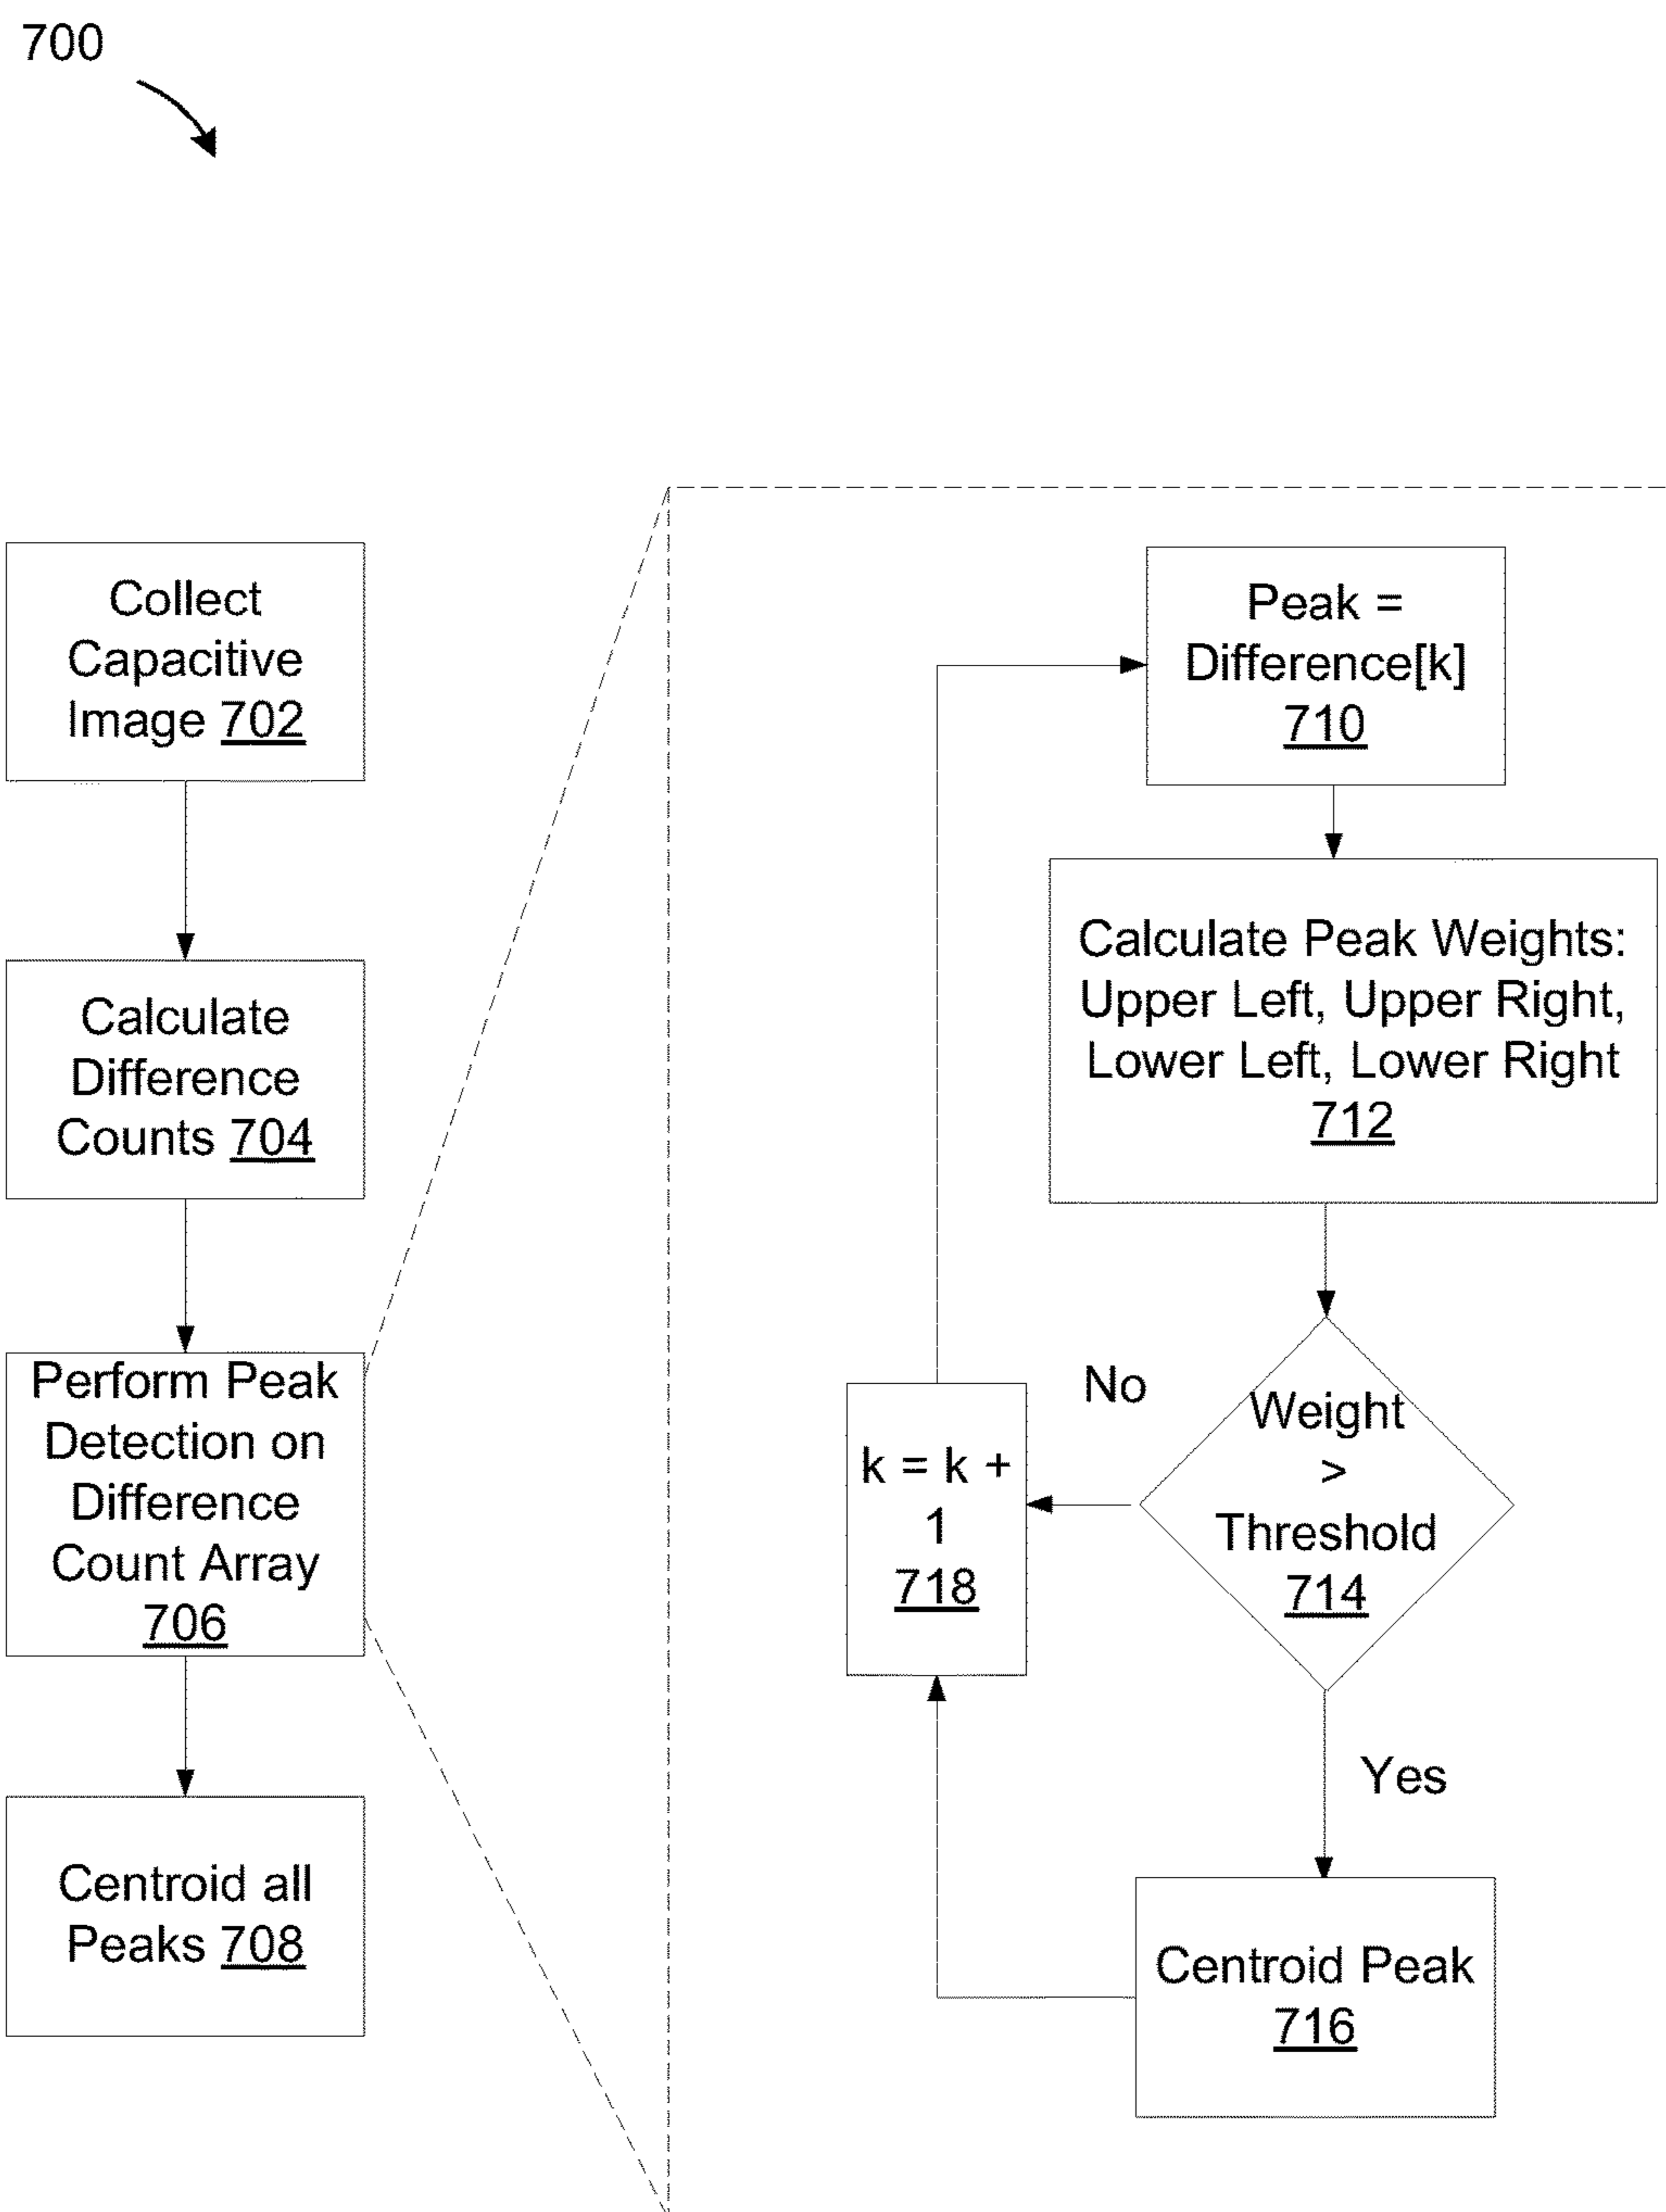 700
Collect
Capacitive
Image 702
Calculate
Difference
Counts 704
Perform Peak
Detection on
Difference
Count Array
706
Centroid all
Peaks 708
Peak =
Difference[k]
710
Calculate Peak Weights:
Upper Left, Upper Right,
Lower Left, Lower Right
712
Weight
>
Threshold
714
No
k = k +
1
718
Yes
Centroid Peak
716